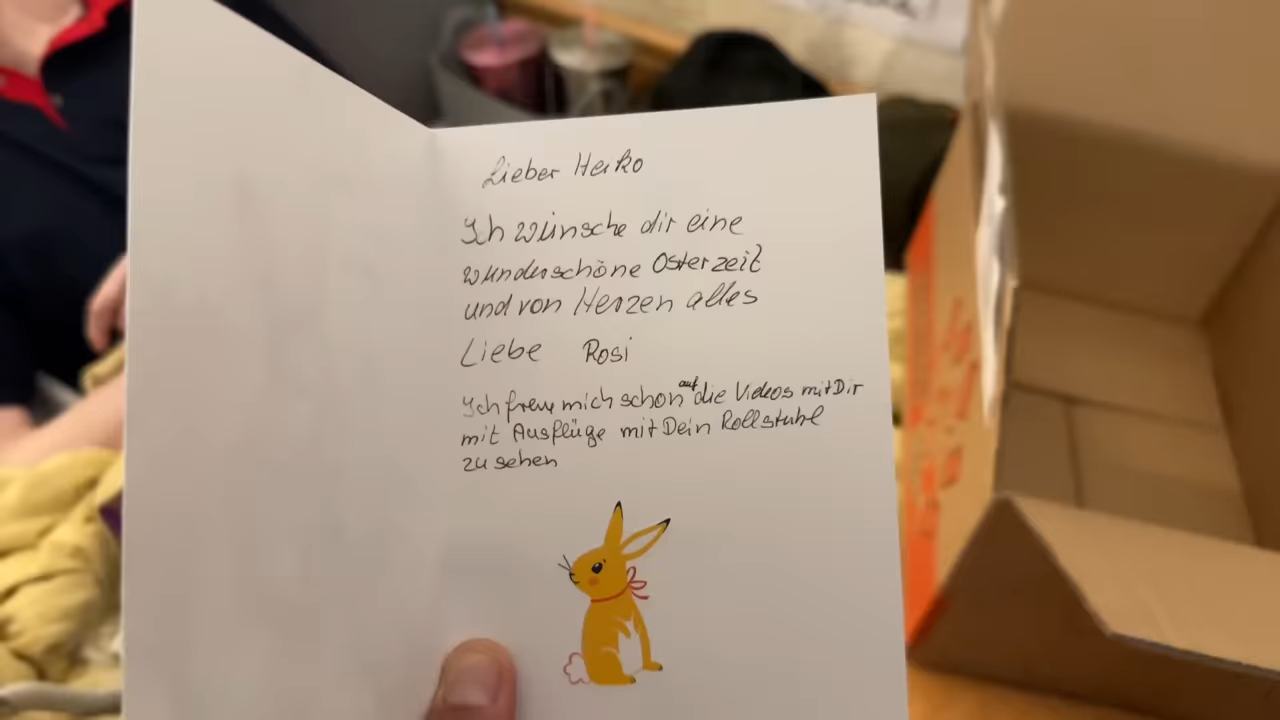 Lieber Heiko
Ich wünsche dir eine
wunderschöne Osterzeit
und von Herzen alles
Liebe Rosi
Ich freu mich schon auf die Videos mit Dir
mit Ausflüge mit Dein Rollstuhl
zu sehen